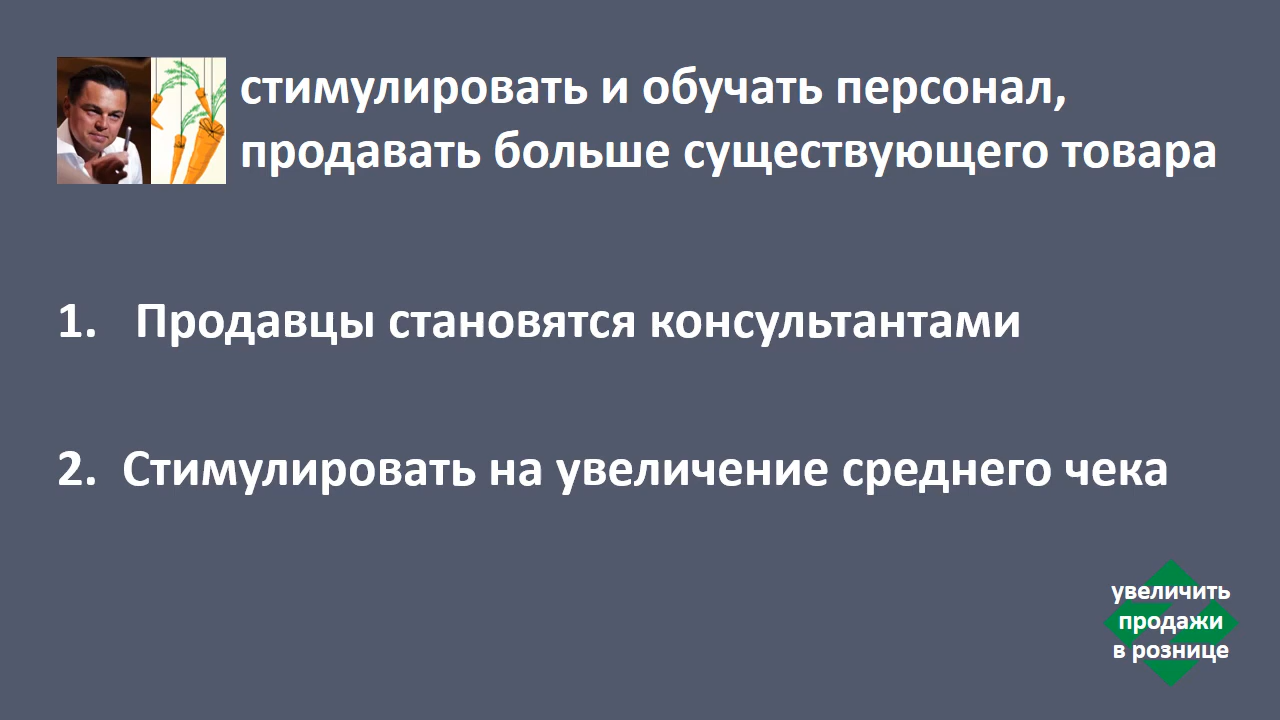 стимулировать и обучать персонал,
продавать больше существующего товара
1. Продавцы становятся консультантами
2. Стимулировать на увеличение среднего чека
увеличить
продажи
в рознице